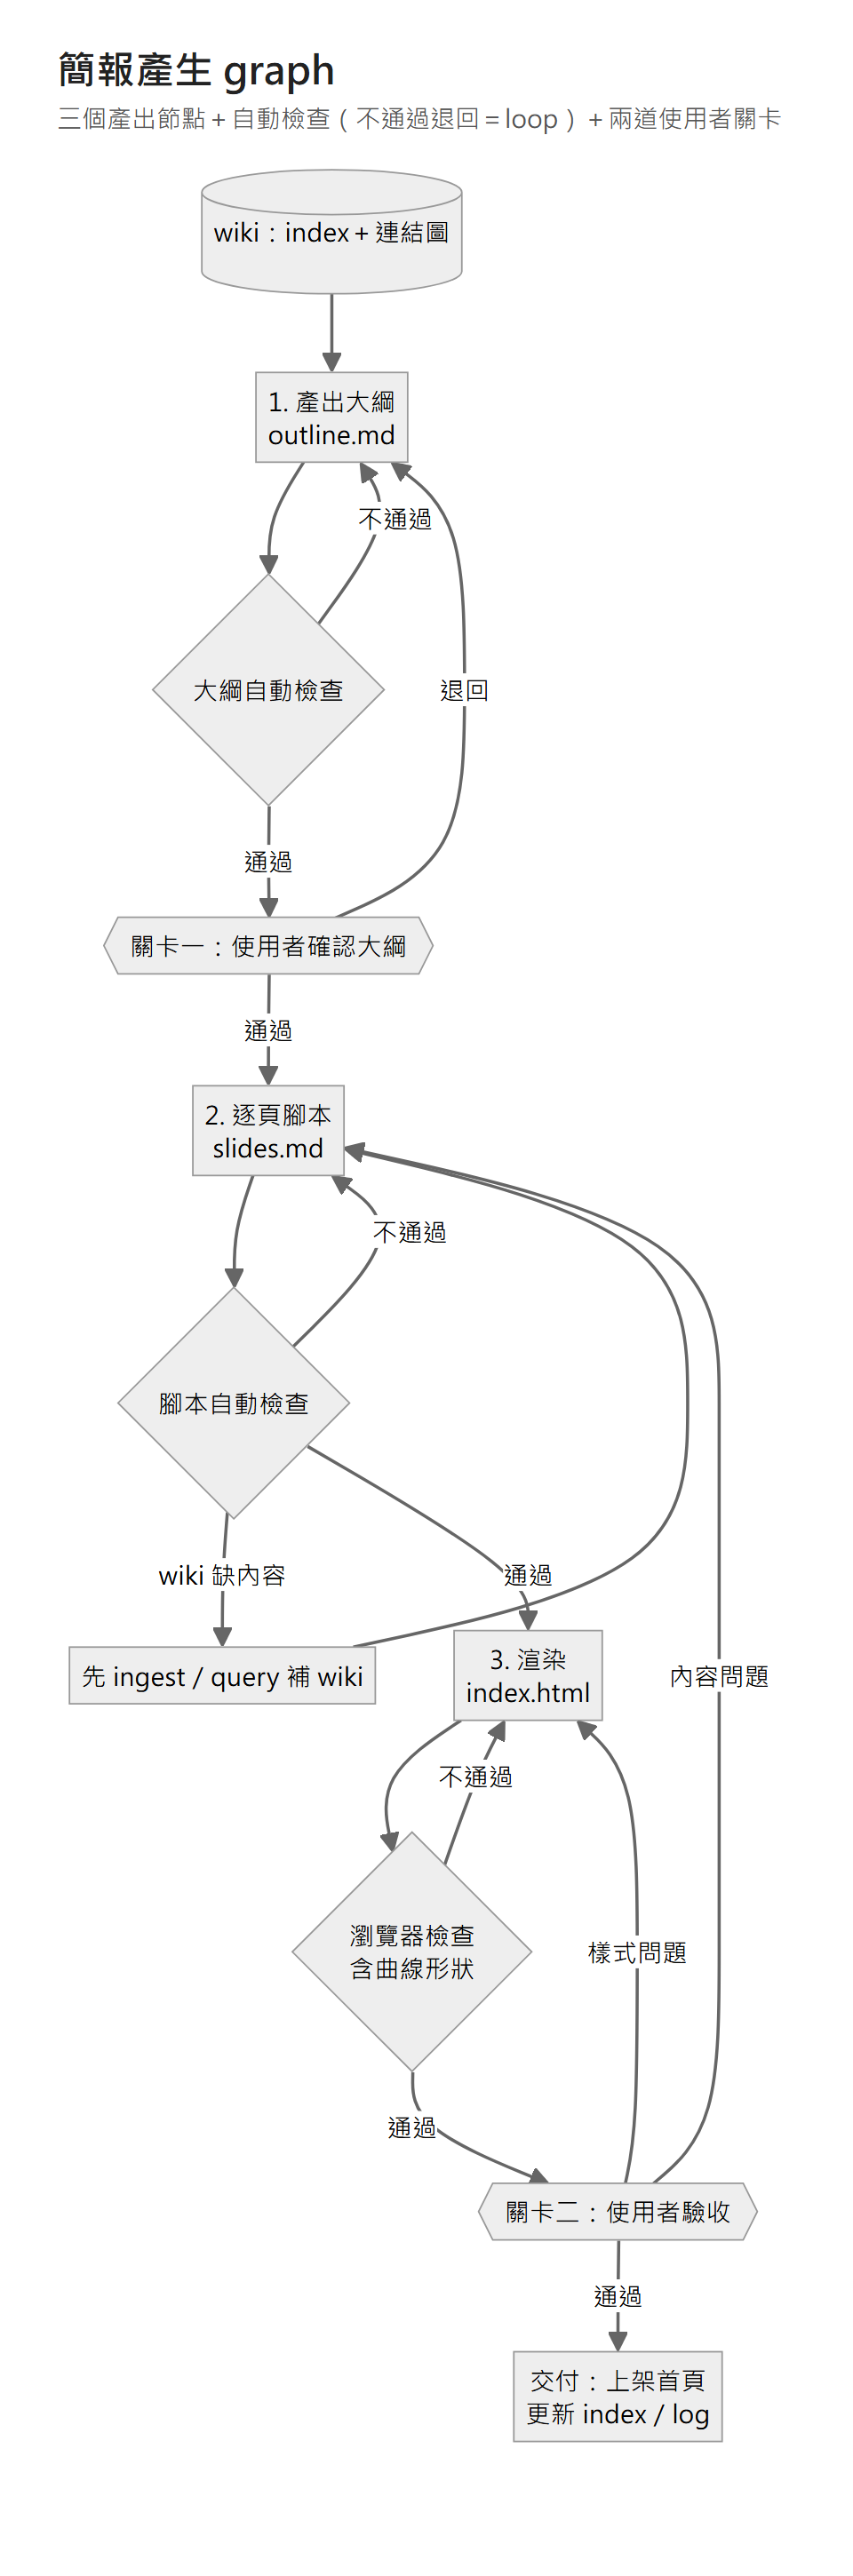 簡報產生 graph
三個產出節點 + 自動檢查（不通過退回 = loop）+ 兩道使用者關卡
wiki：index + 連結圖
1. 產出大綱
outline.md
不通過
大綱自動檢查
退回
通過
關卡一：使用者確認大綱
通過
2. 逐頁腳本
slides.md
不通過
腳本自動檢查
wiki 缺內容
通過
先 ingest / query 補 wiki
3. 渲染
index.html
內容問題
不通過
瀏覽器檢查
含曲線形狀
樣式問題
通過
關卡二：使用者驗收
通過
交付：上架首頁
更新 index / log